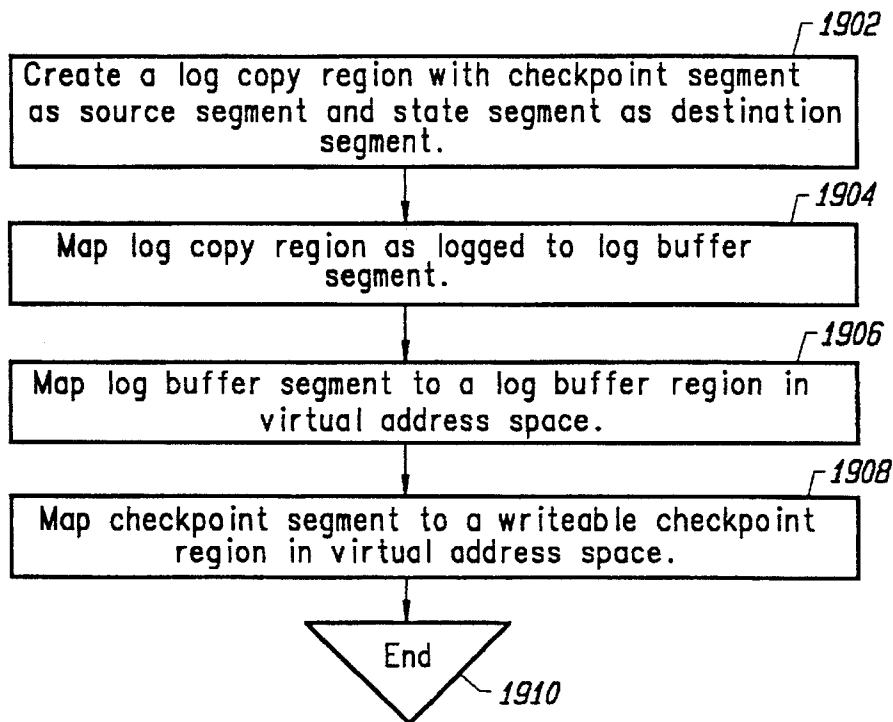 1902
Create a log copy region with checkpoint segment
as source segment and state segment as destination
segment.
1904
Map log copy region as logged to log buffer
segment.
1906
Map log buffer segment to a log buffer region in
virtual address space.
1908
Map checkpoint segment to a writeable checkpoint
region in virtual address space.
End
1910